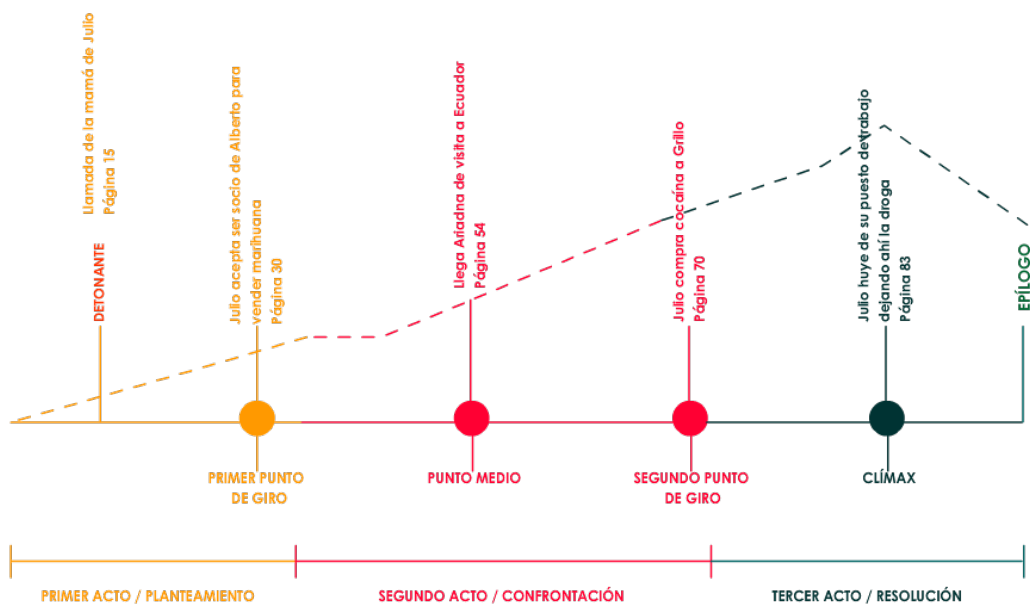 Llamada de la mamá de Julio
Página 15
DETONANTE
Julio acepta ser socio de Alberto para
vender marihuana
Página 30
Llega Ariadna de visita a Ecuador
Página 54
Julio compra cocaína a Grillo
Página 70
Julio huye de su puesto de trabajo
dejando ahí la droga
Página 83
EPÍLOGO
PRIMER PUNTO
DE GIRO
PUNTO MEDIO
SEGUNDO PUNTO
DE GIRO
CLÍMAX
PRIMER ACTO / PLANTEAMIENTO
SEGUNDO ACTO / CONFRONTACIÓN
TERCER ACTO / RESOLUCIÓN